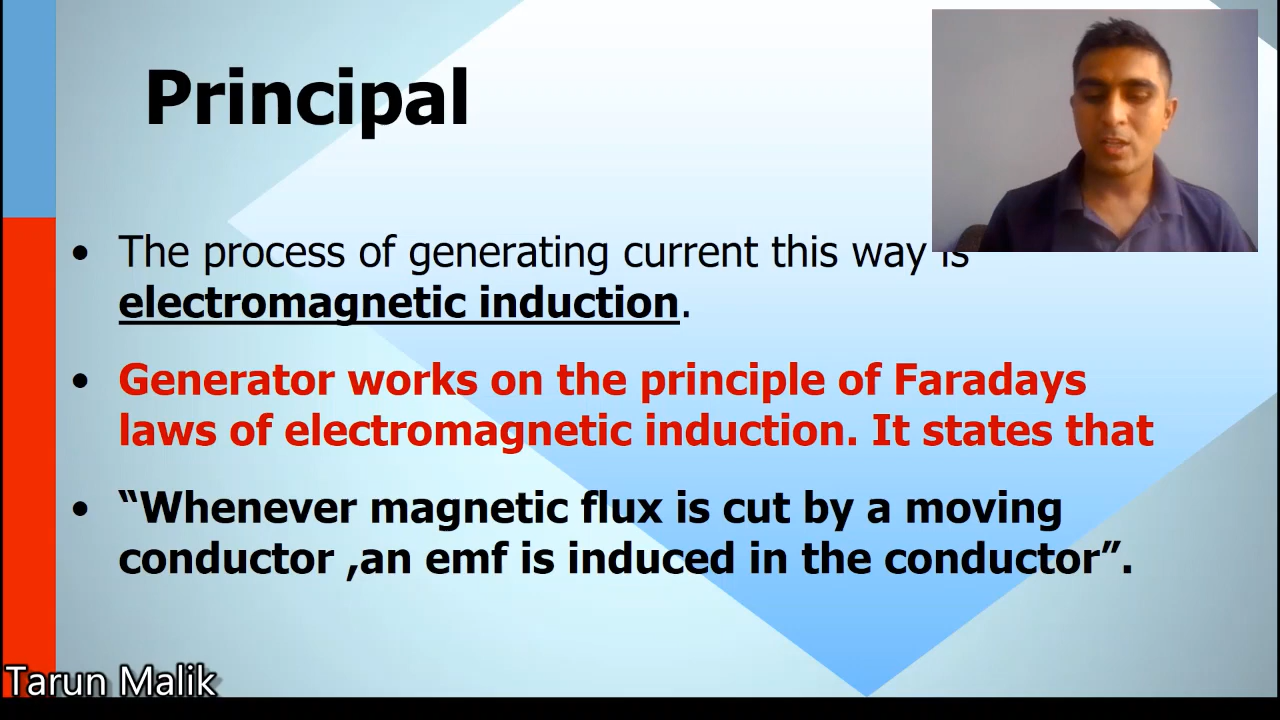 Principal
• The process of generating current this way is
electromagnetic induction.
• Generator works on the principle of Faradays
laws of electromagnetic induction. It states that
• “Whenever magnetic flux is cut by a moving
conductor ,an emf is induced in the conductor”.
Tarun Malik